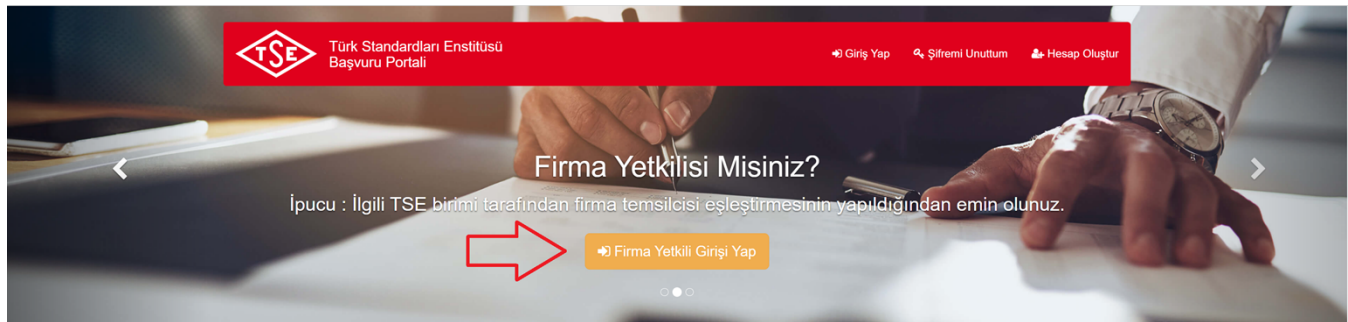 TSE
Türk Standardları Enstitüsü
Başvuru Portali
Giriş Yap
Şifremi Unuttum
Hesap Oluştur
Firma Yetkilisi Misiniz?
İpucu : İlgili TSE birimi tarafından firma temsilcisi eşleştirmesinin yapıldığından emin olunuz.
Firma Yetkili Girişi Yap